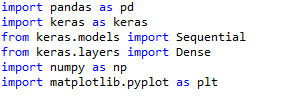 import pandas as pd
import keras as keras
from keras.models import Sequential
from keras.layers import Dense
import numpy as np
import matplotlib.pyplot as plt